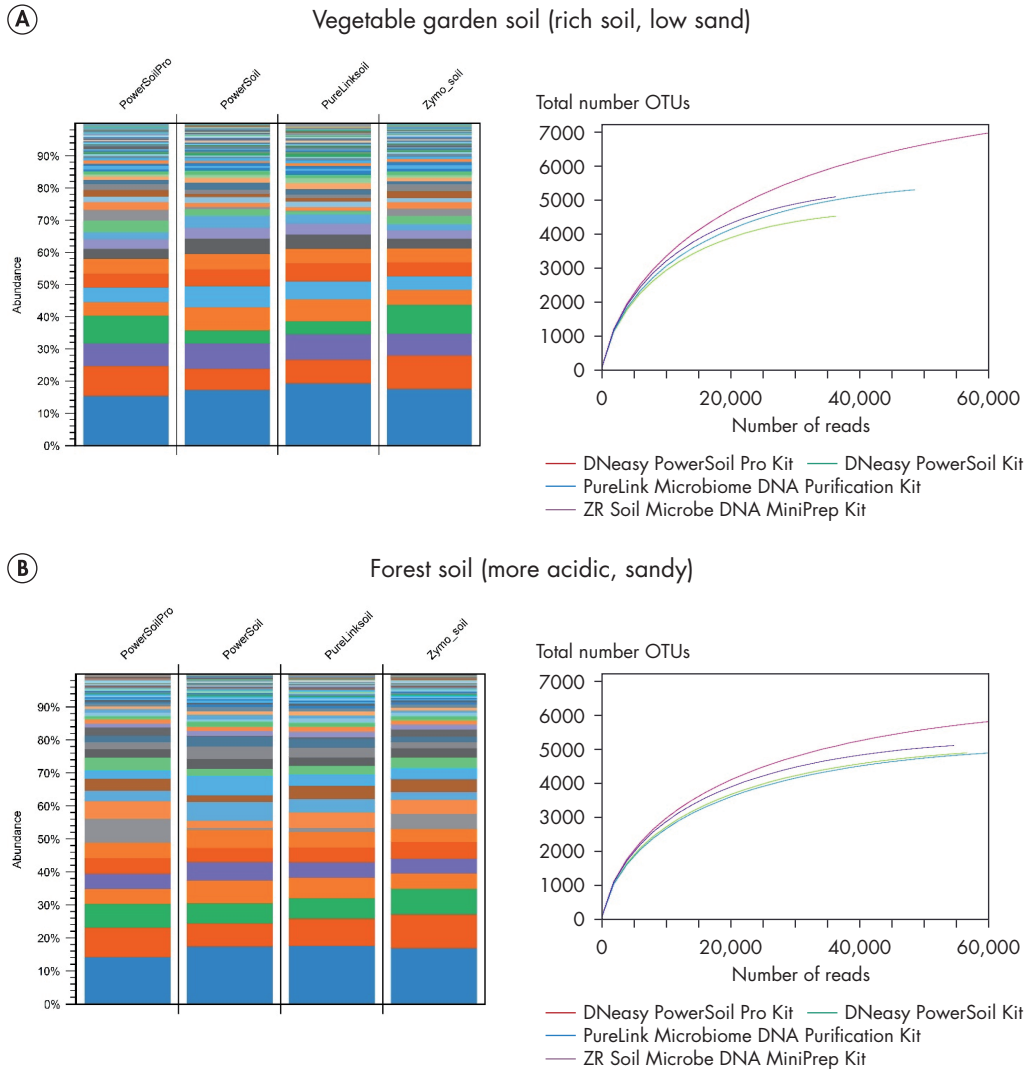 A
Vegetable garden soil (rich soil, low sand)
PowerSoilPro
PowerSoil
PureLinksoil
Zymo_soil
Abundance
90%
80%
70%
60%
50%
40%
30%
20%
10%
0%
Total number OTUs
7000
6000
5000
4000
3000
2000
1000
0
0 20,000 40,000 60,000
Number of reads
DNeasy PowerSoil Pro Kit DNeasy PowerSoil Kit
PureLink Microbiome DNA Purification Kit
ZR Soil Microbe DNA MiniPrep Kit
B
Forest soil (more acidic, sandy)
PowerSoilPro
PowerSoil
PureLinksoil
Zymo_soil
Abundance
90%
80%
70%
60%
50%
40%
30%
20%
10%
0%
Total number OTUs
7000
6000
5000
4000
3000
2000
1000
0
0 20,000 40,000 60,000
Number of reads
DNeasy PowerSoil Pro Kit DNeasy PowerSoil Kit
PureLink Microbiome DNA Purification Kit
ZR Soil Microbe DNA MiniPrep Kit